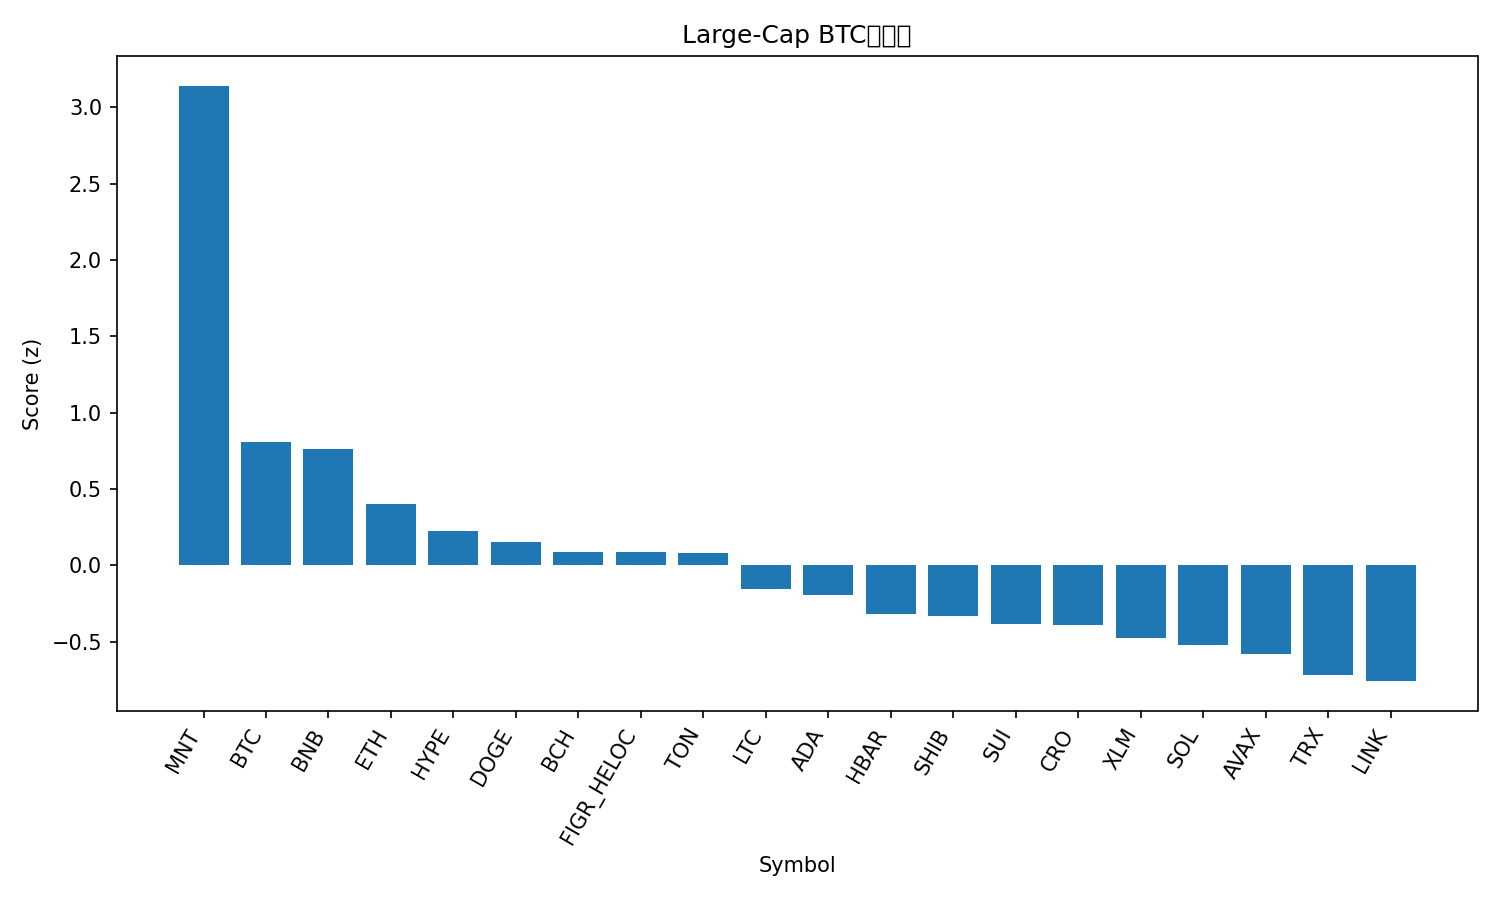 Large-Cap BTC
Score (z)
3.0
2.5
2.0
1.5
1.0
0.5
0.0
−0.5
MNT
BTC
BNB
ETH
HYPE
DOGE
BCH
FIGR_HELOC
TON
LTC
ADA
HBAR
SHIB
SUI
CRO
XLM
SOL
AVAX
TRX
LINK
Symbol